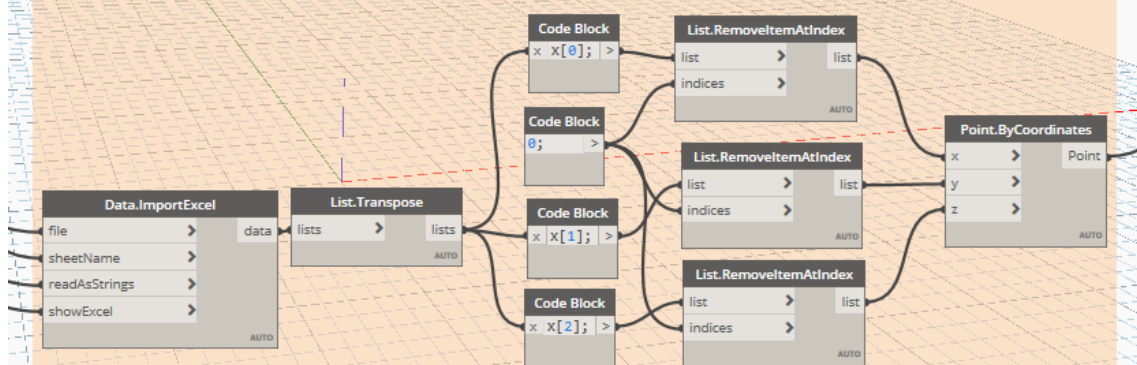 Code Block
x X[0]; >
List.RemoveItemAtIndex
list > list
indices >
AUTO
Code Block
0; >
Point.ByCoordinates
x > Point
y >
z >
AUTO
List.RemoveItemAtIndex
list > list
indices >
AUTO
Data.ImportExcel
file > data
sheetName >
readAsStrings >
showExcel >
AUTO
List.Transpose
lists > lists
AUTO
Code Block
x X[1]; >
List.RemoveItemAtIndex
list > list
indices >
AUTO
Code Block
x X[2]; >